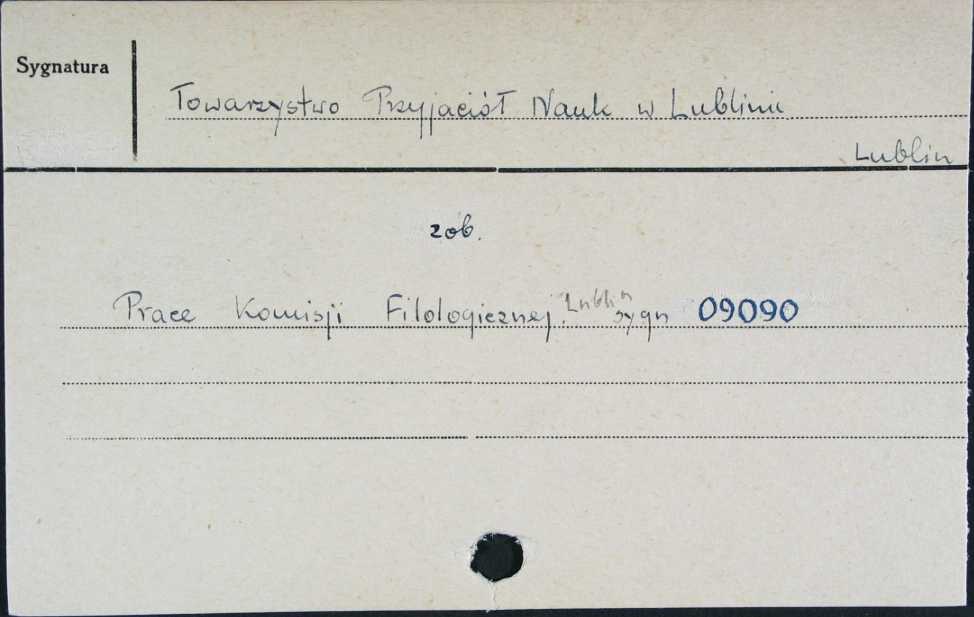 Sygnatura
Towarzystwo Przyjaciół Nauk w Lublinie
Lublin
zob.
Prace Komisji Filologicznej. Lublin sygn 09090